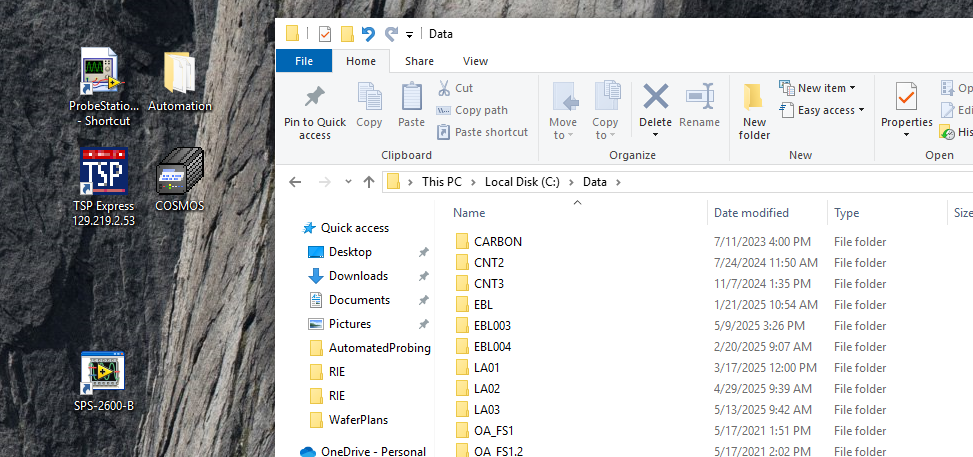 ProbeStatio...
- Shortcut
Automation
TSP
TSP Express
129.219.2.53
COSMOS
SPS-2600-B
Data
File
Home
Share
View
Pin to Quick
access
Copy
Paste
Cut
Copy path
Paste shortcut
Clipboard
Move
to
Copy
to
Delete
Rename
Organize
New
folder
New item
Easy access
New
Properties
Op
Edi
His
Open
This PC
Local Disk (C:)
Data
Quick access
Desktop
Downloads
Documents
Pictures
AutomatedProbing
RIE
RIE
WaferPlans
OneDrive - Personal
Name Date modified Type Size
CARBON 7/11/2023 4:00 PM File folder
CNT2 7/24/2024 11:50 AM File folder
CNT3 11/7/2024 1:35 PM File folder
EBL 1/21/2025 10:54 AM File folder
EBL003 5/9/2025 3:26 PM File folder
EBL004 2/20/2025 9:07 AM File folder
LA01 3/17/2025 12:00 PM File folder
LA02 4/29/2025 9:39 AM File folder
LA03 5/13/2025 9:42 AM File folder
OA_FS1 5/17/2021 1:51 PM File folder
OA_FS1.2 5/17/2021 2:02 PM File folder